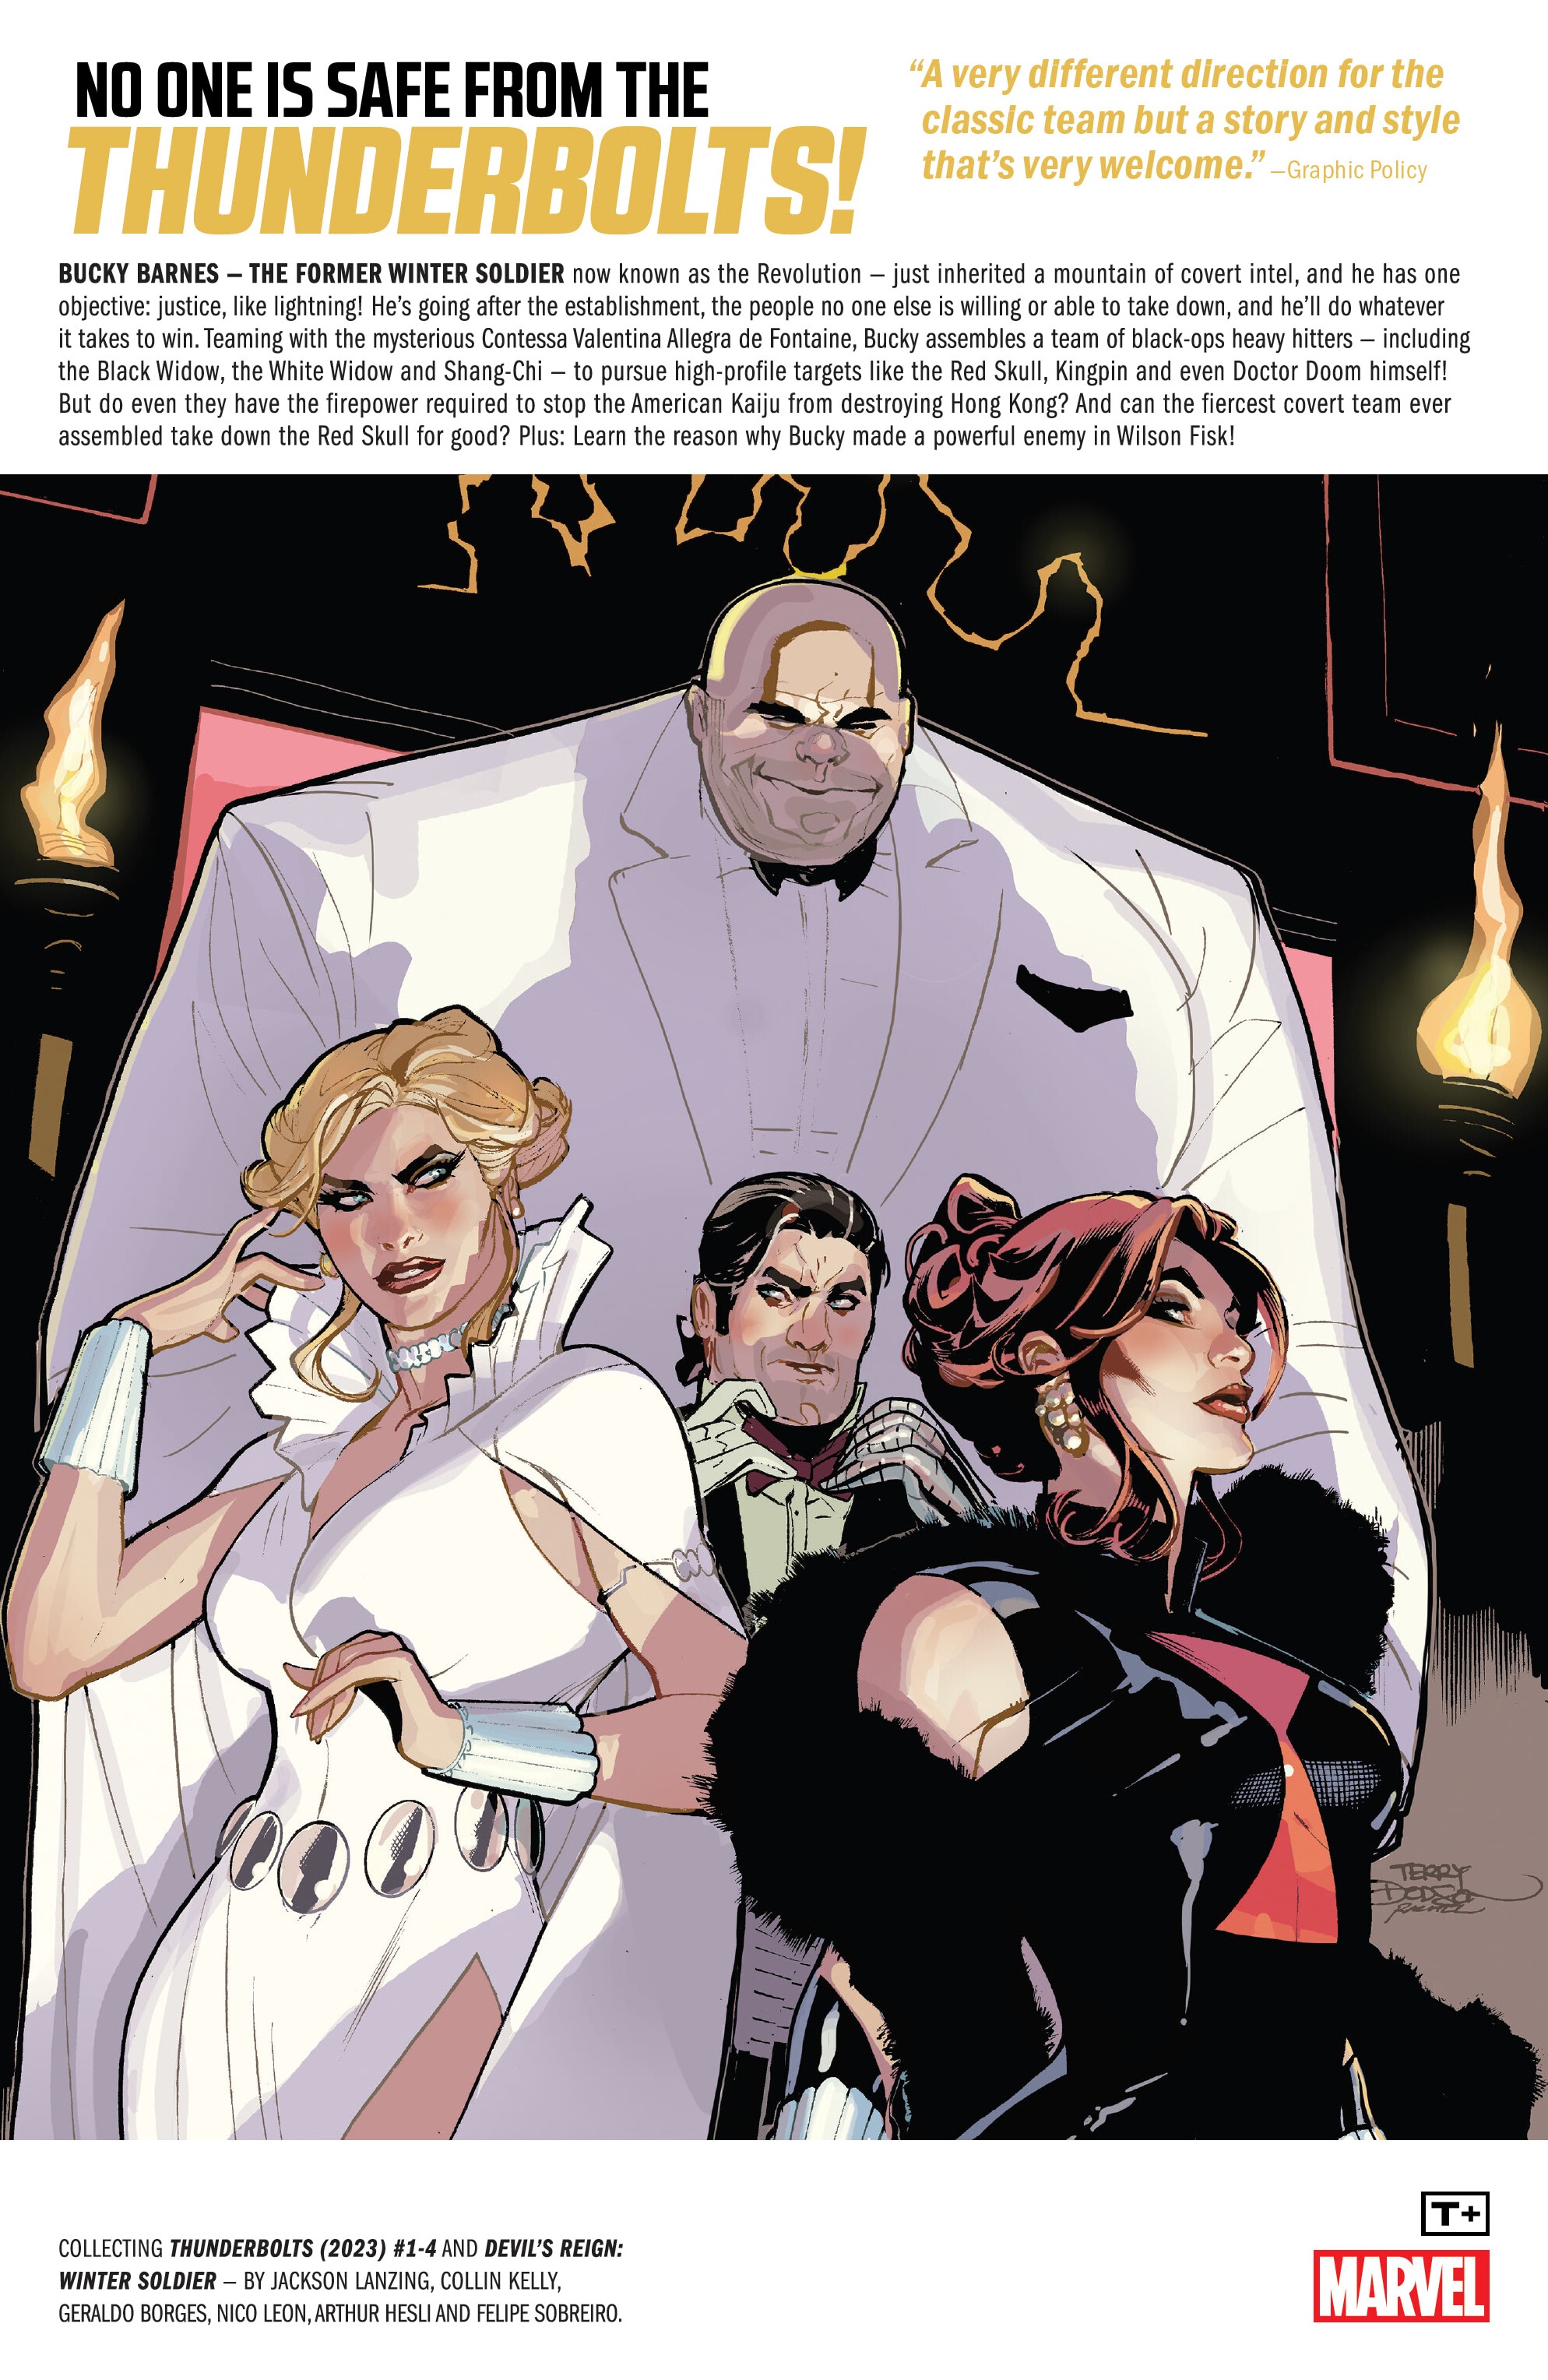 NO ONE IS SAFE FROM THE
THUNDERBOLTS!
“A very different direction for the
classic team but a story and style
that’s very welcome.” —Graphic Policy
BUCKY BARNES — THE FORMER WINTER SOLDIER now known as the Revolution — just inherited a mountain of covert intel, and he has one
objective: justice, like lightning! He’s going after the establishment, the people no one else is willing or able to take down, and he’ll do whatever
it takes to win. Teaming with the mysterious Contessa Valentina Allegra de Fontaine, Bucky assembles a team of black-ops heavy hitters — including
the Black Widow, the White Widow and Shang-Chi — to pursue high-profile targets like the Red Skull, Kingpin and even Doctor Doom himself!
But do even they have the firepower required to stop the American Kaiju from destroying Hong Kong? And can the fiercest covert team ever
assembled take down the Red Skull for good? Plus: Learn the reason why Bucky made a powerful enemy in Wilson Fisk!
TERRY
DODSON
COLLECTING THUNDERBOLTS (2023) #1-4 AND DEVIL’S REIGN:
WINTER SOLDIER — BY JACKSON LANZING, COLLIN KELLY,
GERALDO BORGES, NICO LEON, ARTHUR HESLI AND FELIPE SOBREIRO.
T+
MARVEL